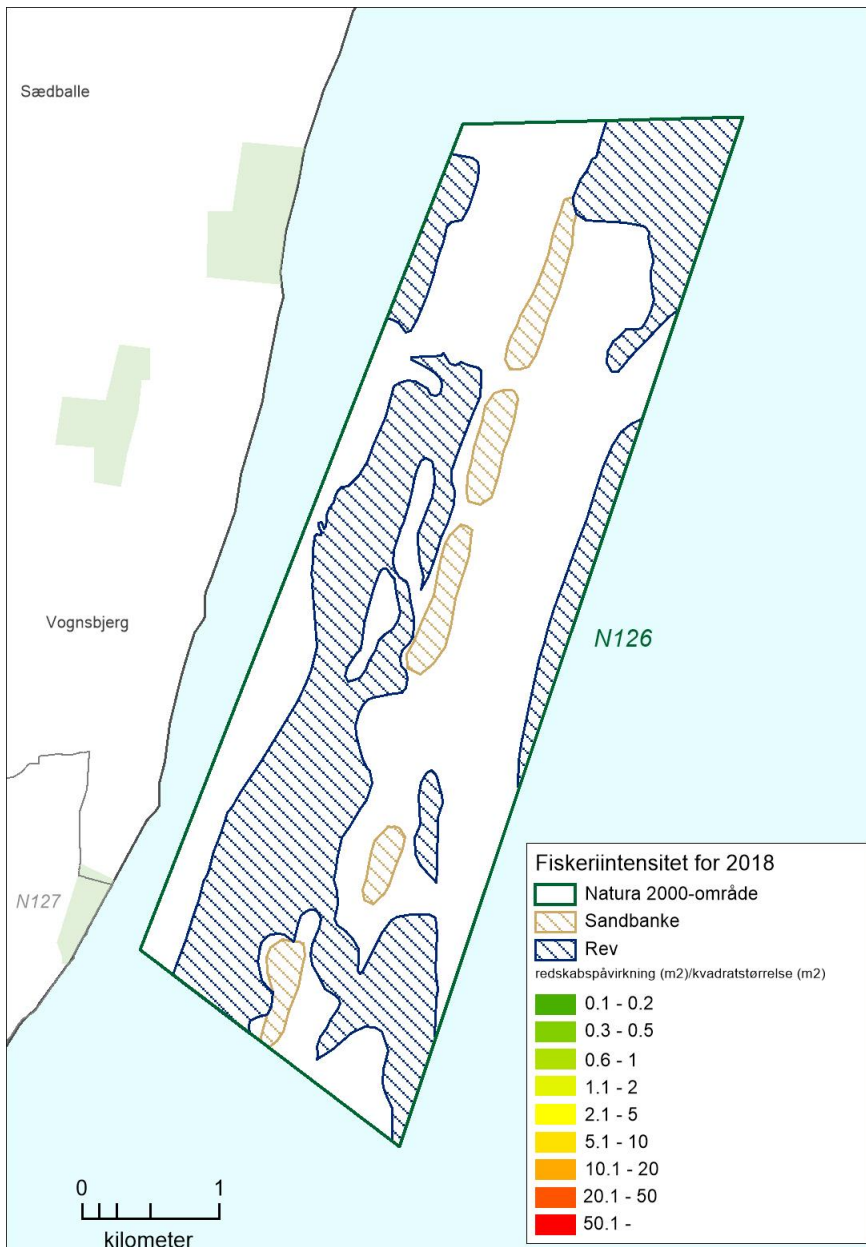 Sædballe
Vognsbjerg
N126
N127
Fiskeriintensitet for 2018
Natura 2000-område
Sandbanke
Rev
redskabspåvirkning (m2)/kvadratstørrelse (m2)
0.1 - 0.2
0.3 - 0.5
0.6 - 1
1.1 - 2
2.1 - 5
5.1 - 10
10.1 - 20
20.1 - 50
50.1 -
0 1
kilometer